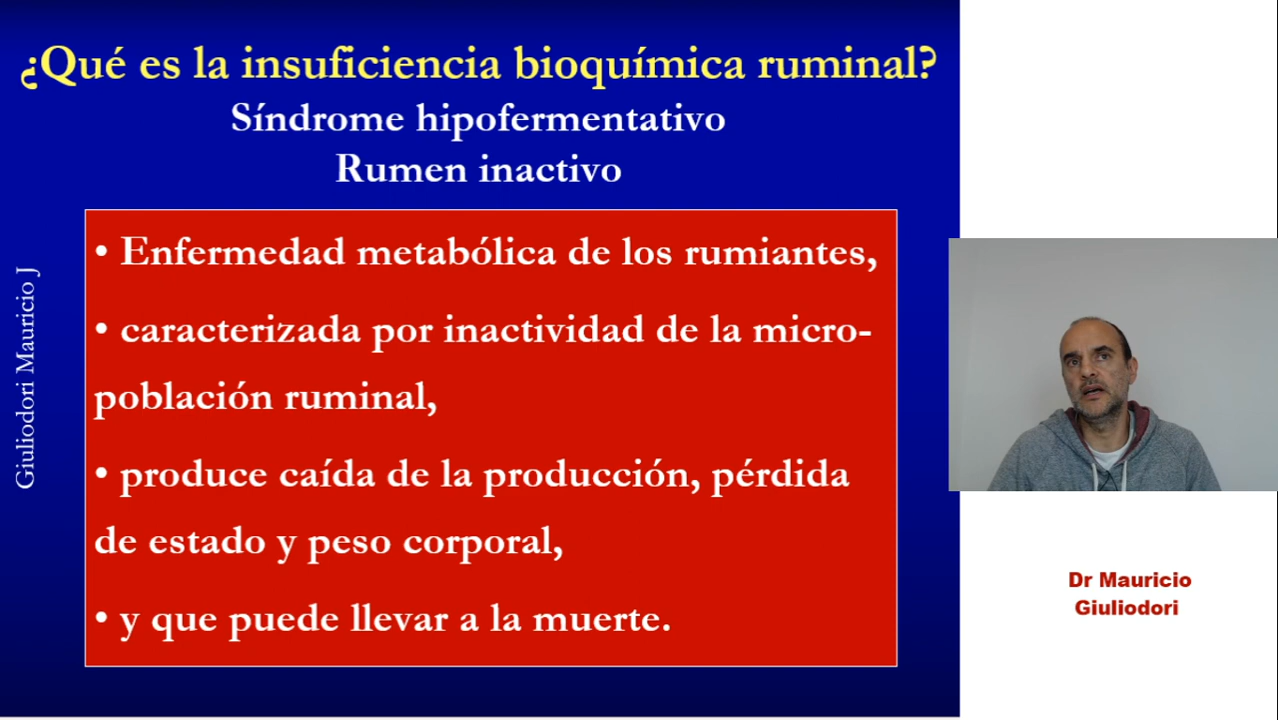 ¿Qué es la insuficiencia bioquímica ruminal?
Síndrome hipofermentativo
Rumen inactivo
• Enfermedad metabólica de los rumiantes,
• caracterizada por inactividad de la micro-
población ruminal,
• produce caída de la producción, pérdida
de estado y peso corporal,
• y que puede llevar a la muerte.
Giuliodori Mauricio J
Dr Mauricio
Giuliodori